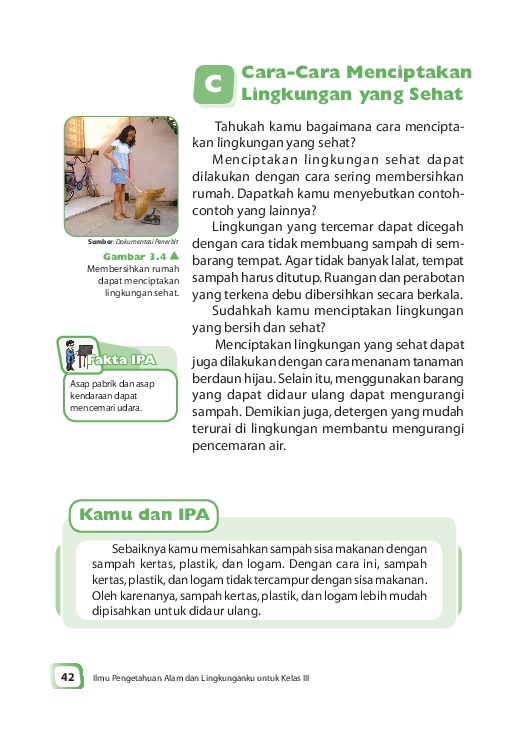 C
Cara-Cara Menciptakan
Lingkungan yang Sehat
Tahukah kamu bagaimana cara mencipta-
kan lingkungan yang sehat?
Menciptakan lingkungan sehat dapat
dilakukan dengan cara sering membersihkan
rumah. Dapatkah kamu menyebutkan contoh-
contoh yang lainnya?
Lingkungan yang tercemar dapat dicegah
dengan cara tidak membuang sampah di sem-
barang tempat. Agar tidak banyak lalat, tempat
sampah harus ditutup. Ruangan dan perabotan
yang terkena debu dibersihkan secara berkala.
Sudahkah kamu menciptakan lingkungan
yang bersih dan sehat?
Menciptakan lingkungan yang sehat dapat
juga dilakukan dengan cara menanam tanaman
berdaun hijau. Selain itu, menggunakan barang
yang dapat didaur ulang dapat mengurangi
sampah. Demikian juga, detergen yang mudah
terurai di lingkungan membantu mengurangi
pencemaran air.
Sumber: Dokumentasi Penerbit
Gambar 3.4
Membersihkan rumah
dapat menciptakan
lingkungan sehat.
Fakta IPA
Asap pabrik dan asap
kendaraan dapat
mencemari udara.
Kamu dan IPA
Sebaiknya kamu memisahkan sampah sisa makanan dengan
sampah kertas, plastik, dan logam. Dengan cara ini, sampah
kertas, plastik, dan logam tidak tercampur dengan sisa makanan.
Oleh karenanya, sampah kertas, plastik, dan logam lebih mudah
dipisahkan untuk didaur ulang.
42
Ilmu Pengetahuan Alam dan Lingkunganku untuk Kelas III